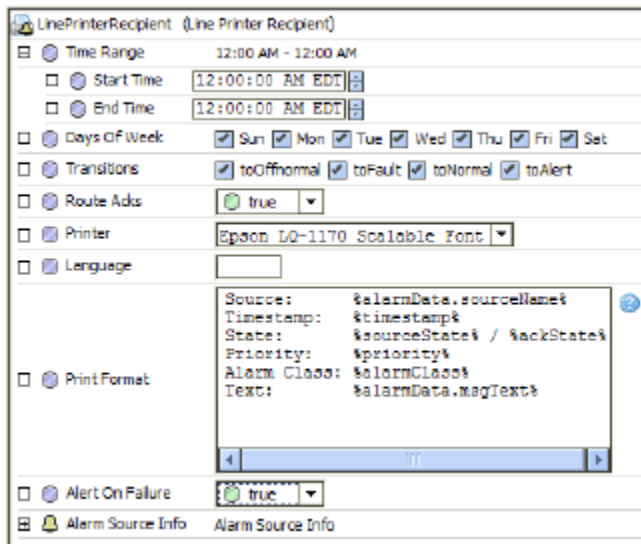 LinePrinterRecipient (Line Printer Recipient)
Time Range 12:00 AM - 12:00 AM
Start Time 12:00:00 AM EDT
End Time 12:00:00 AM EDT
Days Of Week Sun Mon Tue Wed Thu Fri Sat
Transitions toOffnormal toFault toNormal toAlert
Route Acks true
Printer Epson LQ-1170 Scalable Font
Language
Print Format
Source: %alarmData.sourceName%
Timestamp: %timestamp%
State: %sourceState% / %ackState%
Priority: %priority%
Alarm Class: %alarmClass%
Text: %alarmData.msgText%
Alert On Failure true
Alarm Source Info Alarm Source Info